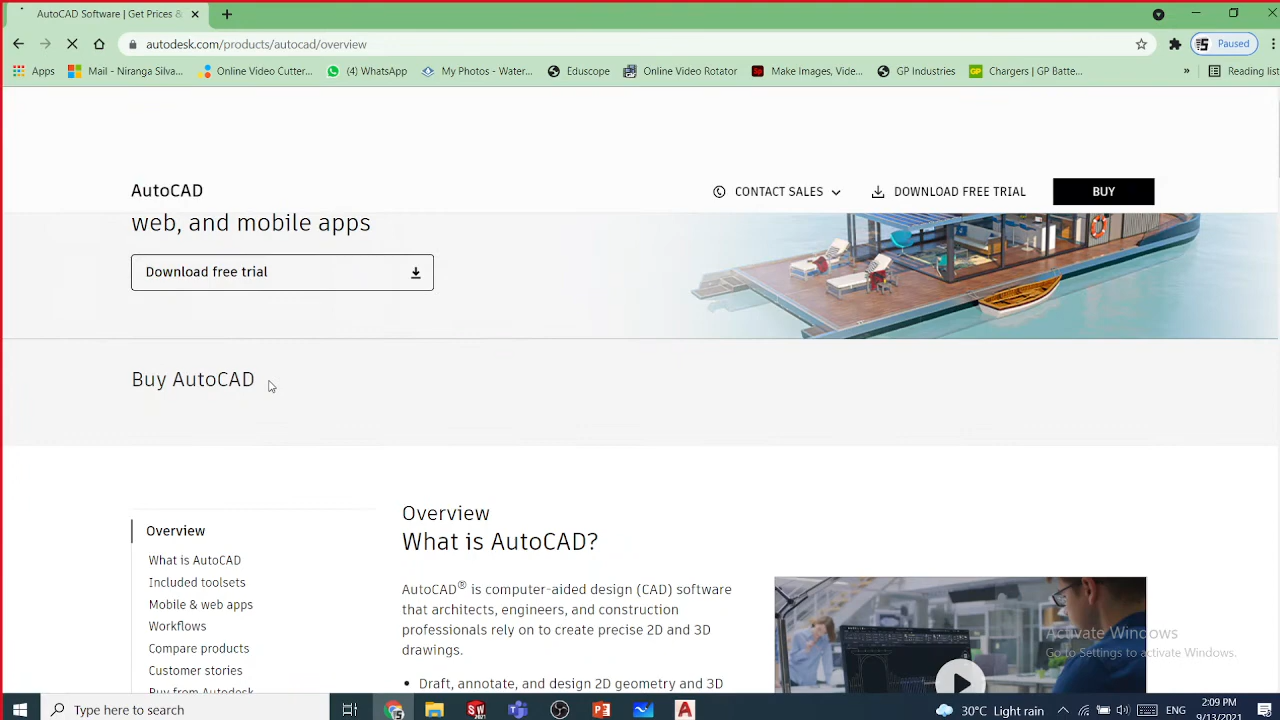 AutoCAD Software | Get Prices &
autodesk.com/products/autocad/overview
Paused
Apps
Mail - Niranga Silva...
Online Video Cutter...
(4) WhatsApp
My Photos - Water...
Eduscope
Online Video Rotator
Make Images, Vide...
GP Industries
Chargers | GP Batte...
»
Reading list
AutoCAD
CONTACT SALES
DOWNLOAD FREE TRIAL
BUY
web, and mobile apps
Download free trial
Buy AutoCAD
Overview
What is AutoCAD
Included toolsets
Mobile & web apps
Workflows
Compare products
Customer stories
Buy from Autodesk
Overview
What is AutoCAD?
AutoCAD® is computer-aided design (CAD) software
that architects, engineers, and construction
professionals rely on to create precise 2D and 3D
drawings.
• Draft, annotate, and design 2D geometry and 3D
Activate Windows
Go to Settings to activate Windows.
Type here to search
30°C Light rain
ENG
2:09 PM